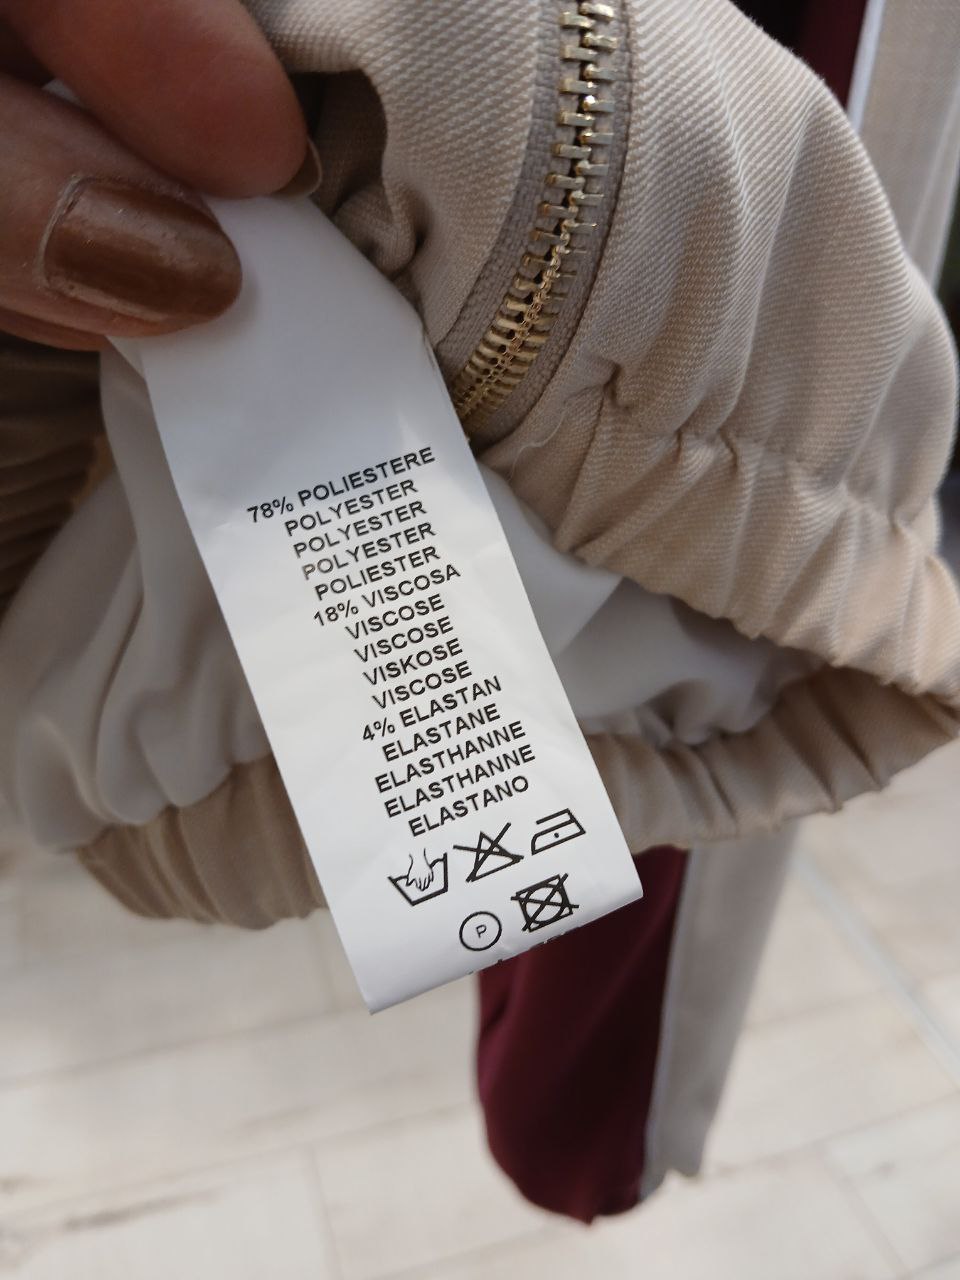 78% POLIESTERE
POLYESTER
POLYESTER
POLYESTER
POLIESTER
18% VISCOSA
VISCOSE
VISCOSE
VISKOSE
VISCOSE
4% ELASTAN
ELASTANE
ELASTHANNE
ELASTHANNE
ELASTANO
P